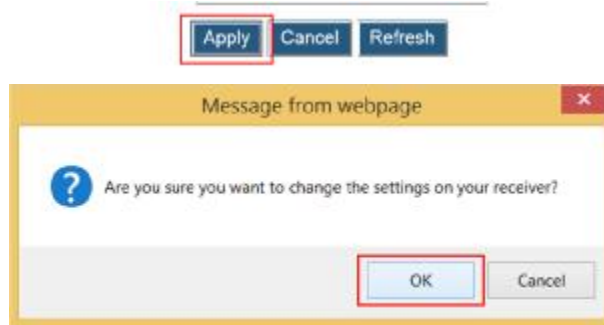 Apply Cancel Refresh
Message from webpage
Are you sure you want to change the settings on your receiver?
OK Cancel